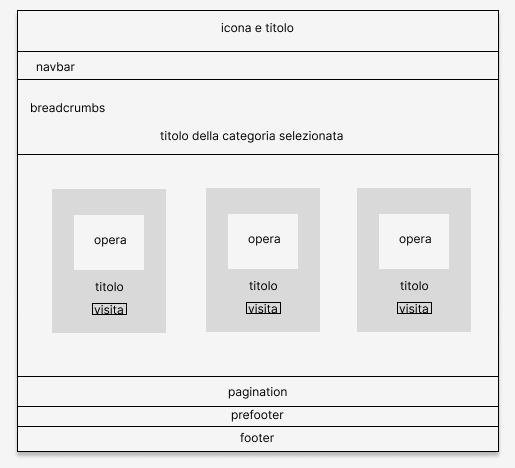 icona e titolo
navbar
breadcrumbs
titolo della categoria selezionata
opera
titolo
visita
opera
titolo
visita
opera
titolo
visita
pagination
prefooter
footer